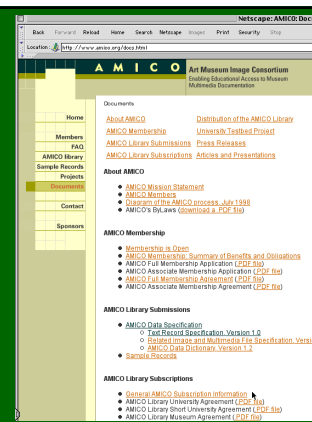 Netscape: AMICO: Doc
Back Forward Reload Home Search Netscape Images Print Security Stop
Location: http://www.amico.org/docs.html
A M I C O
Art Museum Image Consortium
Enabling Educational Access to Museum
Multimedia Documentation
Home
Members
FAQ
AMICO library
Sample Records
Projects
Documents
Contact
Sponsors
Documents
About AMICO Distribution of the AMICO Library
AMICO Membership University Testbed Project
AMICO Library Submissions Press Releases
AMICO Library Subscriptions Articles and Presentations
About AMICO
AMICO Mission Statement
AMICO Members
Diagram of the AMICO process, July 1998
AMICO's ByLaws (download a .PDF file)
AMICO Membership
Membership is Open
AMICO Membership: Summary of Benefits and Obligations
AMICO Full Membership Application (.PDF file)
AMICO Associate Membership Application (.PDF file)
AMICO Full Membership Agreement (.PDF file)
AMICO Associate Membership Agreement (.PDF file)
AMICO Library Submissions
AMICO Data Specification
Text Record Specification, Version 1.0
Related Image and Multimedia File Specification, Versi
AMICO Data Dictionary, Version 1.2
Sample Records
AMICO Library Subscriptions
General AMICO Subscription Information
AMICO Library University Agreement (.PDF file)
AMICO Library Short University Agreement (.PDF file)
AMICO Library Museum Agreement (.PDF file)